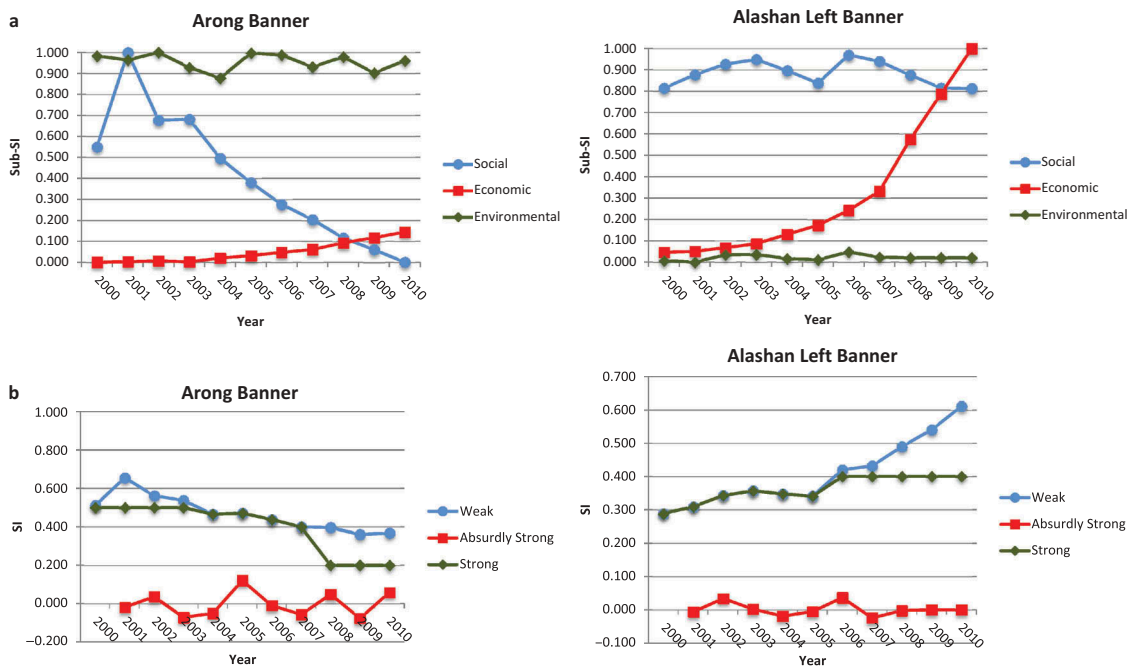 a
Arong Banner
1.000
0.900
0.800
0.700
0.600
0.500
0.400
0.300
0.200
0.100
0.000
Sub-SI
2000 2001 2002 2003 2004 2005 2006 2007 2008 2009 2010
Year
Social
Economic
Environmental
Alashan Left Banner
1.000
0.900
0.800
0.700
0.600
0.500
0.400
0.300
0.200
0.100
0.000
Sub-SI
2000 2001 2002 2003 2004 2005 2006 2007 2008 2009 2010
Year
Social
Economic
Environmental
b
Arong Banner
1.000
0.800
0.600
0.400
0.200
0.000
−0.200
SI
2000 2001 2002 2003 2004 2005 2006 2007 2008 2009 2010
Year
Weak
Absurdly Strong
Strong
Alashan Left Banner
0.700
0.600
0.500
0.400
0.300
0.200
0.100
0.000
−0.100
SI
2000 2001 2002 2003 2004 2005 2006 2007 2008 2009 2010
Year
Weak
Absurdly Strong
Strong